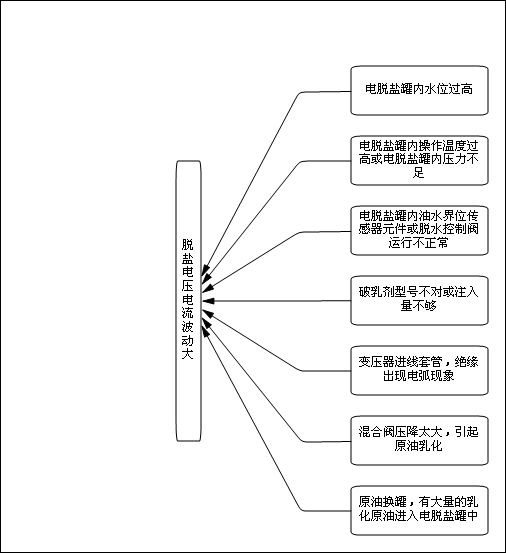 脱盐电压电流波动大
电脱盐罐内水位过高
电脱盐罐内操作温度过
高或电脱盐罐内压力不
足
电脱盐罐内油水界位传
感器元件或脱水控制阀
运行不正常
破乳剂型号不对或注入
量不够
变压器进线套管，绝缘
出现电弧现象
混合阀压降太大，引起
原油乳化
原油换罐，有大量的乳
化原油进入电脱盐罐中